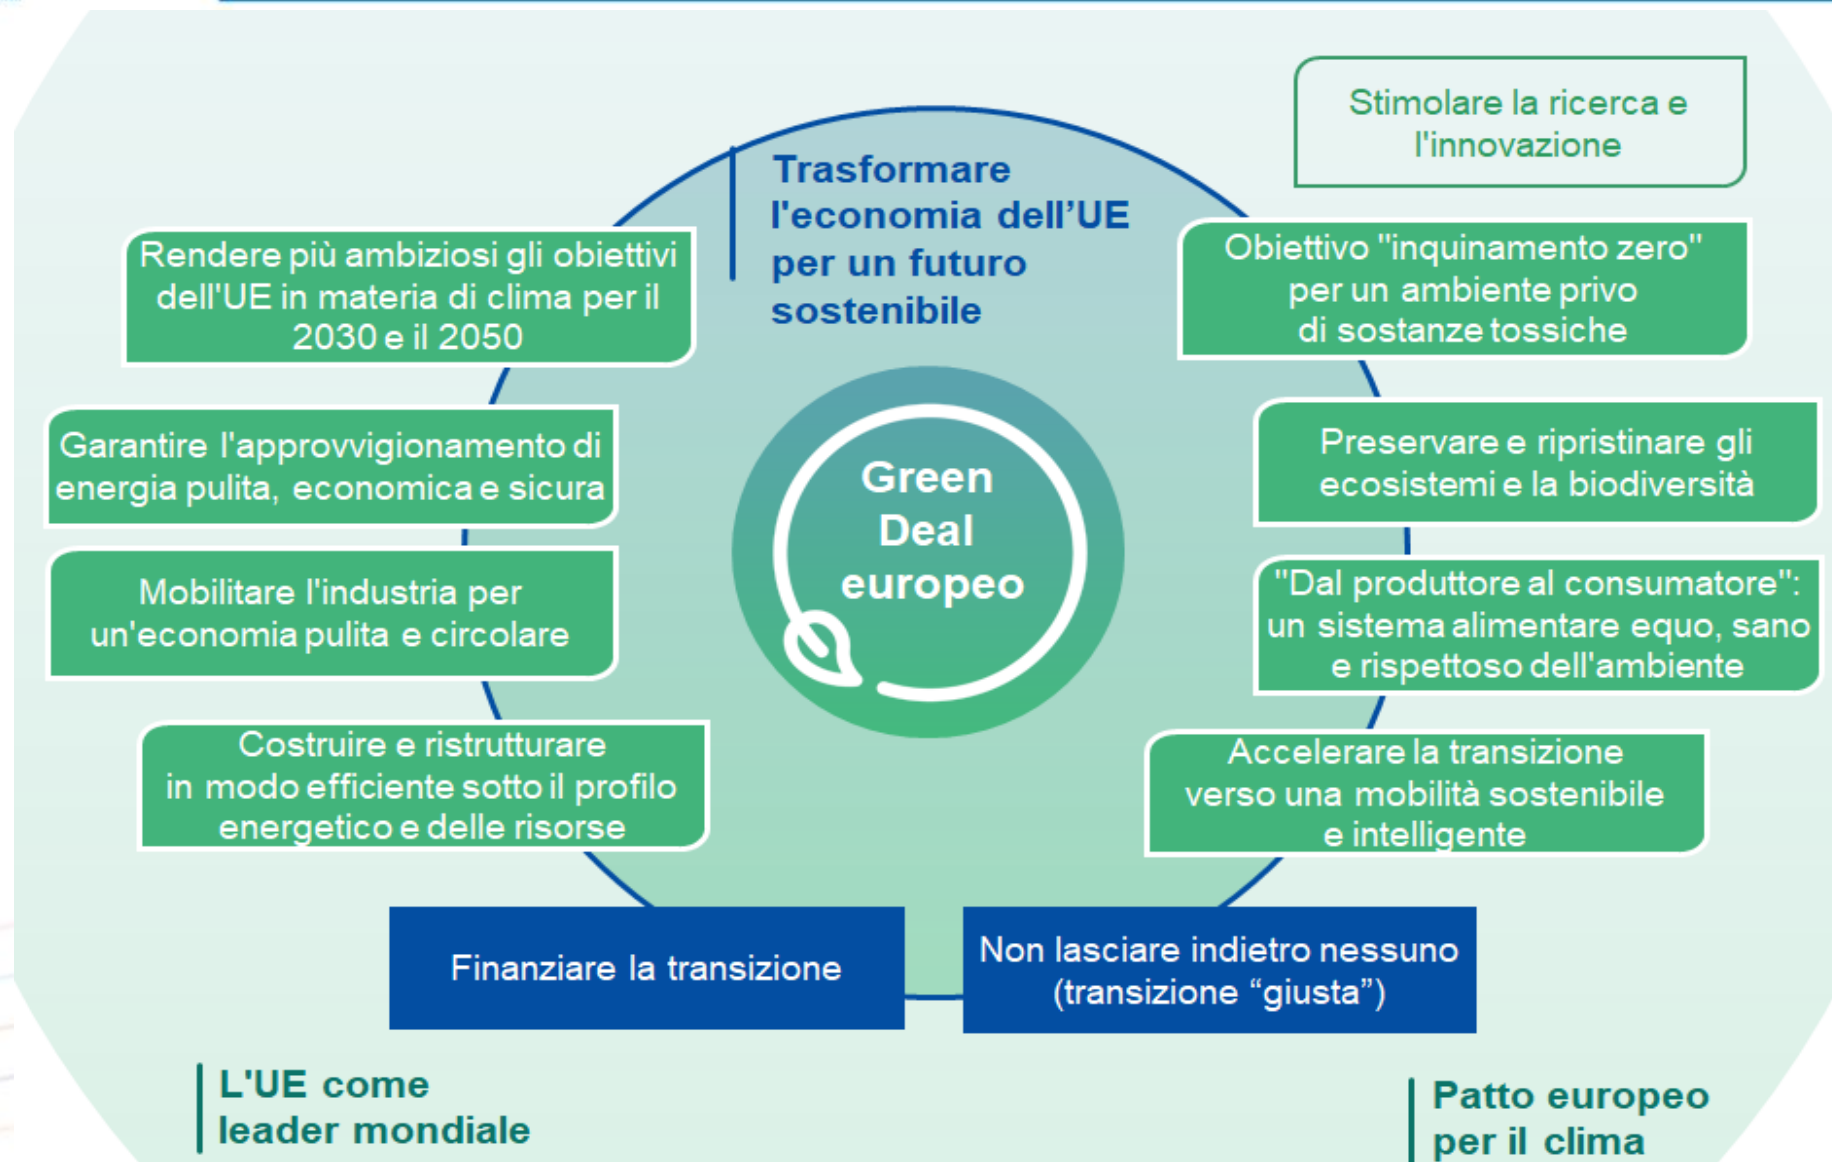 Stimolare la ricerca e
l'innovazione
Trasformare
l'economia dell’UE
per un futuro
sostenibile
Rendere più ambiziosi gli obiettivi
dell'UE in materia di clima per il
2030 e il 2050
Obiettivo "inquinamento zero"
per un ambiente privo
di sostanze tossiche
Garantire l'approvvigionamento di
energia pulita, economica e sicura
Preservare e ripristinare gli
ecosistemi e la biodiversità
Green
Deal
europeo
Mobilitare l'industria per
un'economia pulita e circolare
"Dal produttore al consumatore":
un sistema alimentare equo, sano
e rispettoso dell'ambiente
Costruire e ristrutturare
in modo efficiente sotto il profilo
energetico e delle risorse
Accelerare la transizione
verso una mobilità sostenibile
e intelligente
Finanziare la transizione
Non lasciare indietro nessuno
(transizione “giusta”)
L'UE come
leader mondiale
Patto europeo
per il clima